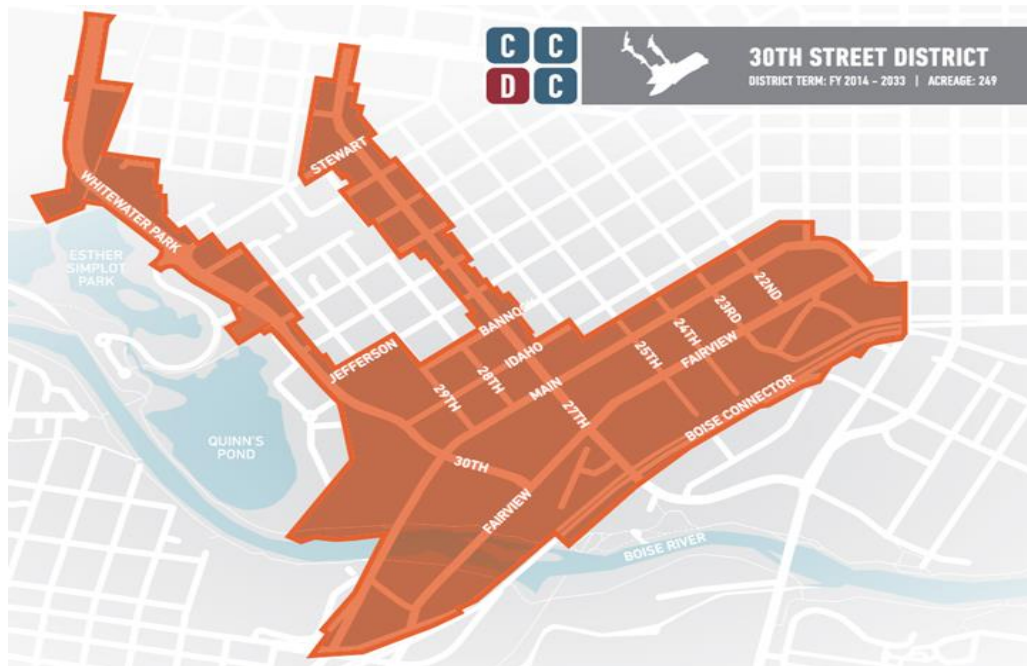 C C
D C
30TH STREET DISTRICT
DISTRICT TERM: FY 2014 - 2033 | ACREAGE: 249
STEWART
WHITEWATER PARK
ESTHER
SIMPLOT
PARK
22ND
23RD
BANNO
24TH
FAIRVIEW
IDAHO
25TH
JEFFERSON
28TH
MAIN
29TH
27TH
BOISE CONNECTOR
QUINN'S
POND
30TH
FAIRVIEW
BOISE RIVER